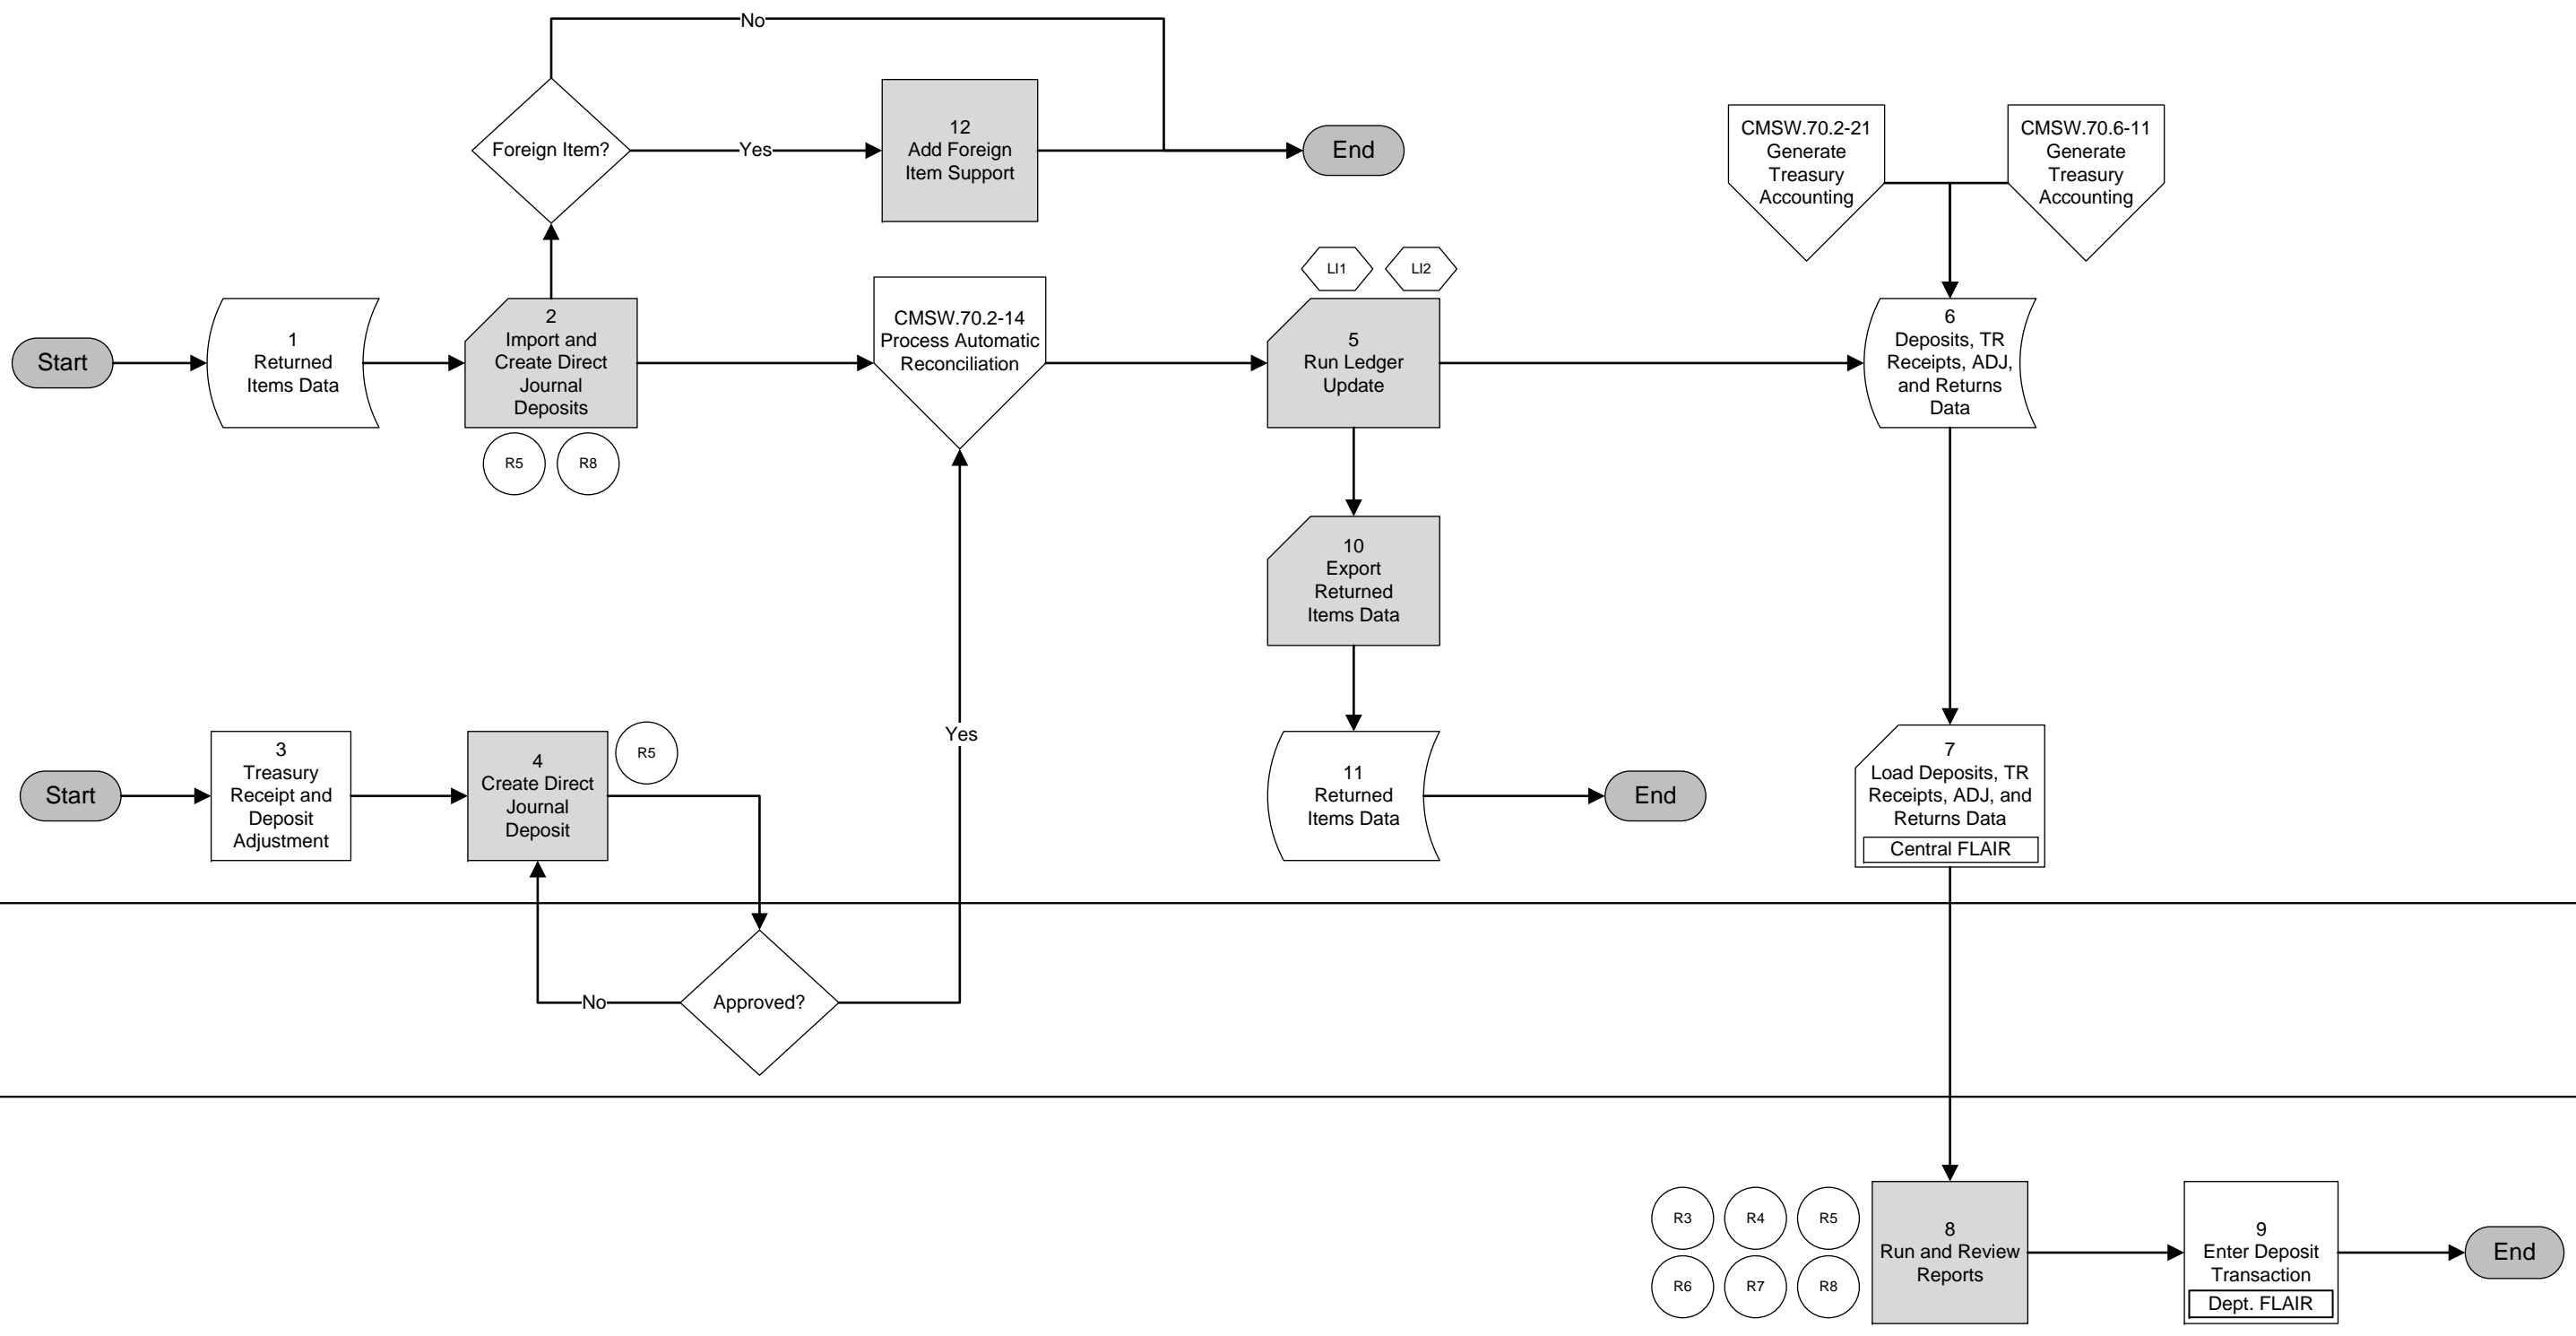 No
Foreign Item?
Yes
12
Add Foreign
Item Support
End
CMSW.70.2-21
Generate
Treasury
Accounting
CMSW.70.6-11
Generate
Treasury
Accounting
LI1
LI2
Start
1
Returned
Items Data
2
Import and
Create Direct
Journal
Deposits
R5
R8
CMSW.70.2-14
Process Automatic
Reconciliation
5
Run Ledger
Update
6
Deposits, TR
Receipts, ADJ,
and Returns
Data
10
Export
Returned
Items Data
Yes
Start
3
Treasury
Receipt and
Deposit
Adjustment
4
Create Direct
Journal
Deposit
R5
11
Returned
Items Data
End
7
Load Deposits, TR
Receipts, ADJ, and
Returns Data
Central FLAIR
No
Approved?
R3
R4
R5
R6
R7
R8
8
Run and Review
Reports
9
Enter Deposit
Transaction
Dept. FLAIR
End